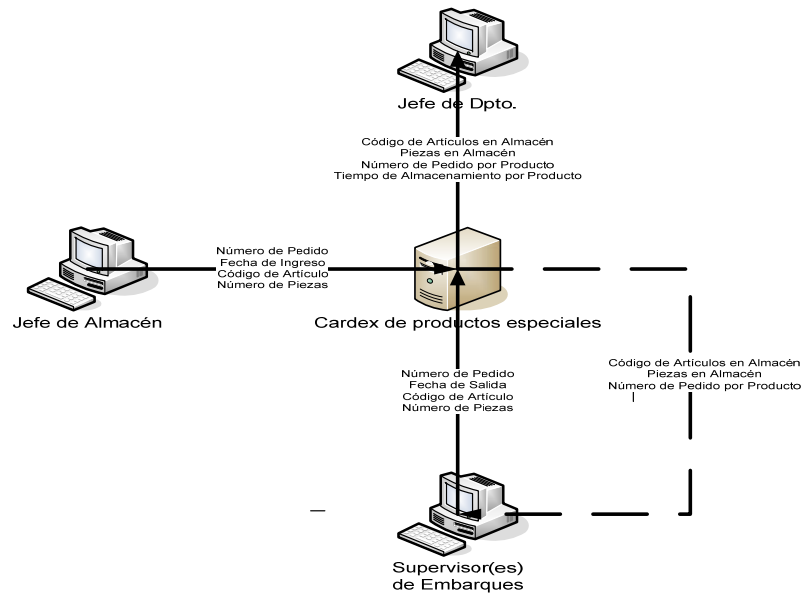 Jefe de Dpto.
Código de Artículos en Almacén
Piezas en Almacén
Número de Pedido por Producto
Tiempo de Almacenamiento por Producto
Número de Pedido
Fecha de Ingreso
Código de Artículo
Número de Piezas
Jefe de Almacén
Cardex de productos especiales
Código de Artículos en Almacén
Piezas en Almacén
Número de Pedido por Producto
Número de Pedido
Fecha de Salida
Código de Artículo
Número de Piezas
Supervisor(es)
de Embarques